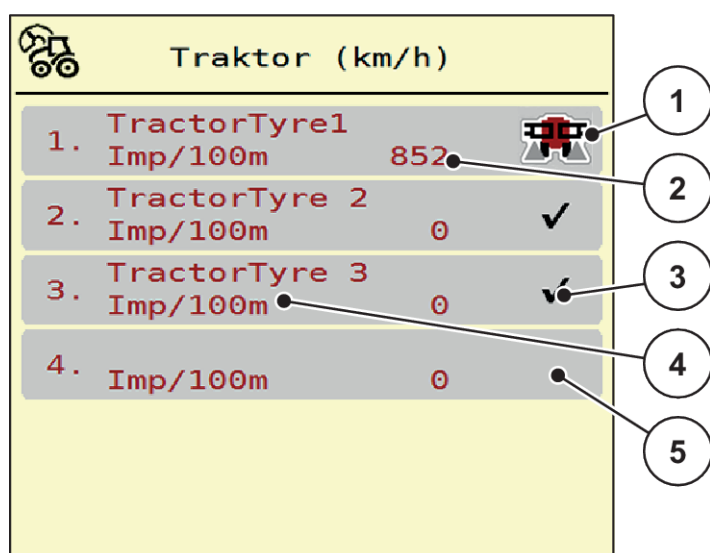 Traktor (km/h)
1. TractorTyre1
Imp/100m 852
2. TractorTyre 2
Imp/100m 0
3. TractorTyre 3
Imp/100m 0
4.
Imp/100m 0
1
2
3
4
5